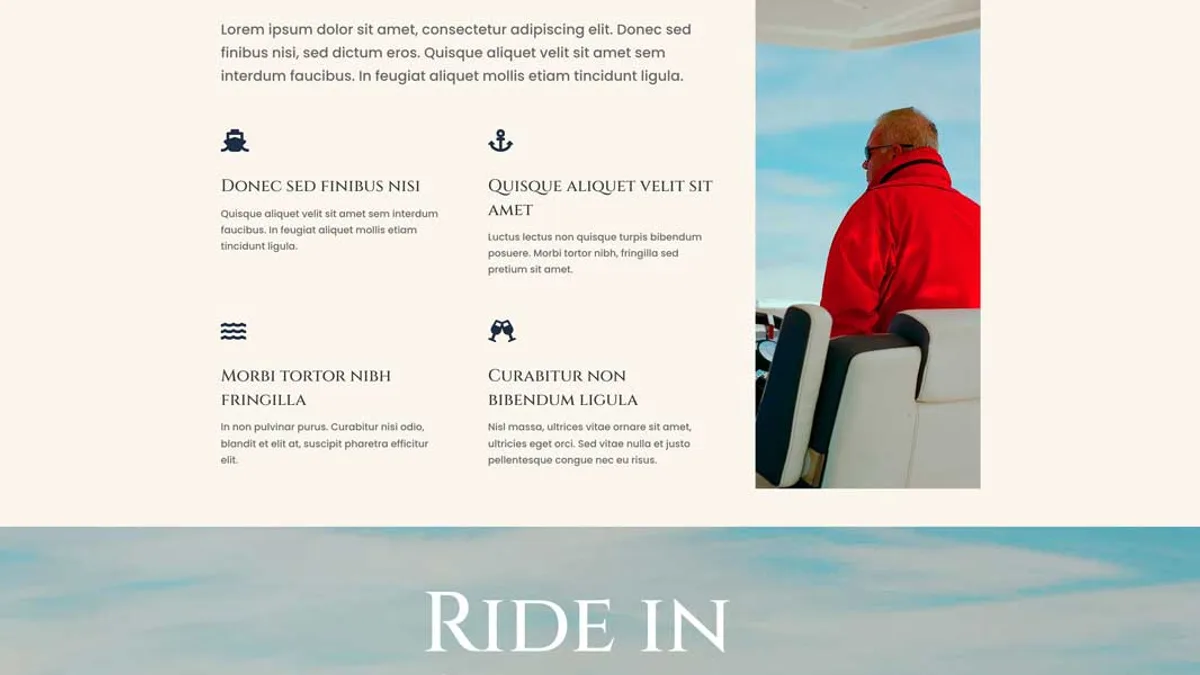 Lorem ipsum dolor sit amet, consectetur adipiscing elit. Donec sed
finibus nisi, sed dictum eros. Quisque aliquet velit sit amet sem
interdum faucibus. In feugiat aliquet mollis etiam tincidunt ligula.
Donec sed finibus nisi
Quisque aliquet velit sit amet sem interdum
faucibus. In feugiat aliquet mollis etiam
tincidunt ligula.
Quisque aliquet velit sit
amet
Luctus lectus non quisque turpis bibendum
posuere. Morbi tortor nibh, fringilla sed
pretium sit amet.
Morbi tortor nibh
fringilla
In non pulvinar purus. Curabitur nisi odio,
blandit et elit at, suscipit pharetra efficitur
elit.
Curabitur non
bibendum ligula
Nisl massa, ultrices vitae ornare sit amet,
ultricies eget orci. Sed vitae nulla et justo
pellentesque congue nec eu risus.
Ride in